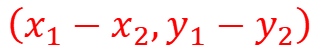 (x₁ − x₂, y₁ − y₂)